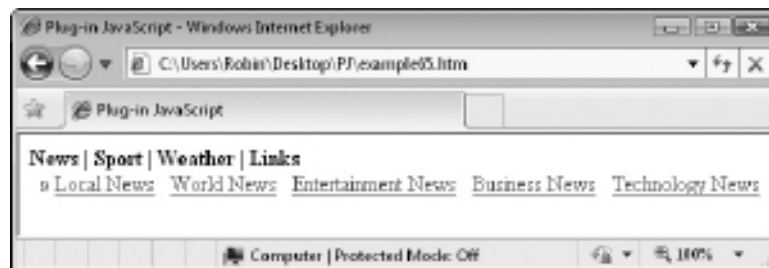 Plug-in JavaScript - Windows Internet Explorer
C:\Users\Robin\Desktop\PJ\example65.htm
Plug-in JavaScript
News | Sport | Weather | Links
» Local News World News Entertainment News Business News Technology News
Computer | Protected Mode: Off 100%